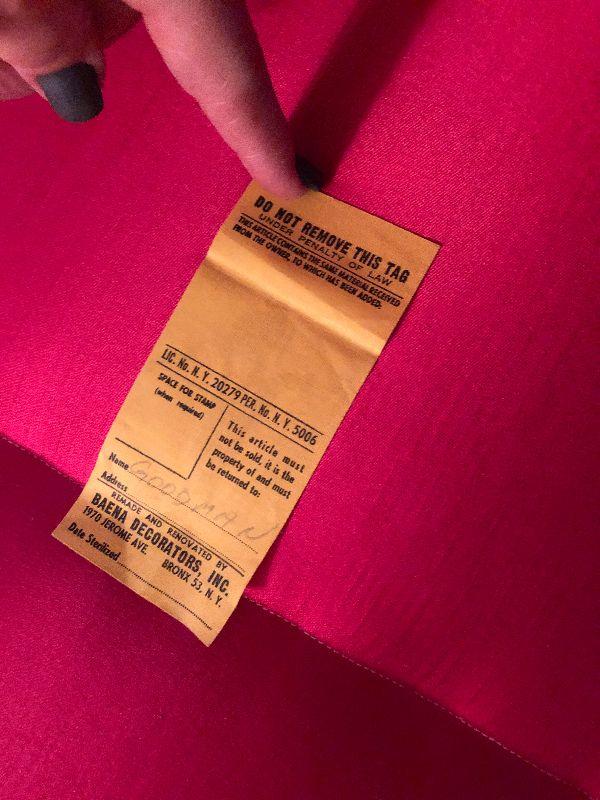 DO NOT REMOVE THIS TAG
UNDER PENALTY OF LAW
THIS ARTICLE CONTAINS THE SAME MATERIAL RECEIVED
FROM THE OWNER, TO WHICH HAS BEEN ADDED:
LIC. No. N. Y. 20279 PER. No. N. Y. 5006
SPACE FOR STAMP
(when required)
This article must
not be sold, it is the
property of and must
be returned to:
Name GOODMAN
Address
REMADE AND RENOVATED BY
BAENA DECORATORS, INC.
1970 JEROME AVE. BRONX 53, N. Y.
Date Sterilized